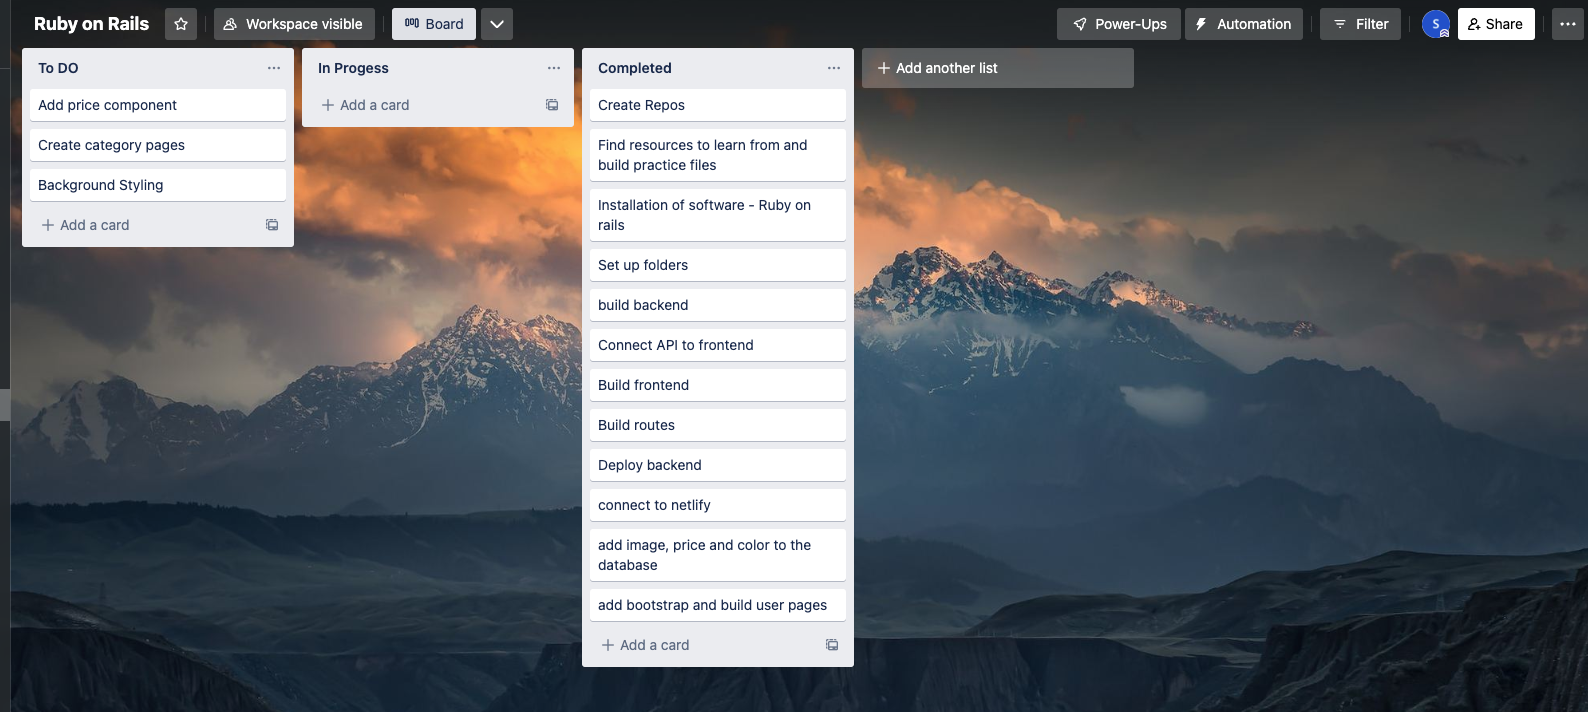 Ruby on Rails
Workspace visible
Board
Power-Ups
Automation
Filter
S
Share
To DO
Add price component
Create category pages
Background Styling
Add a card
In Progess
Add a card
Completed
Create Repos
Find resources to learn from and
build practice files
Installation of software - Ruby on
rails
Set up folders
build backend
Connect API to frontend
Build frontend
Build routes
Deploy backend
connect to netlify
add image, price and color to the
database
add bootstrap and build user pages
Add a card
Add another list